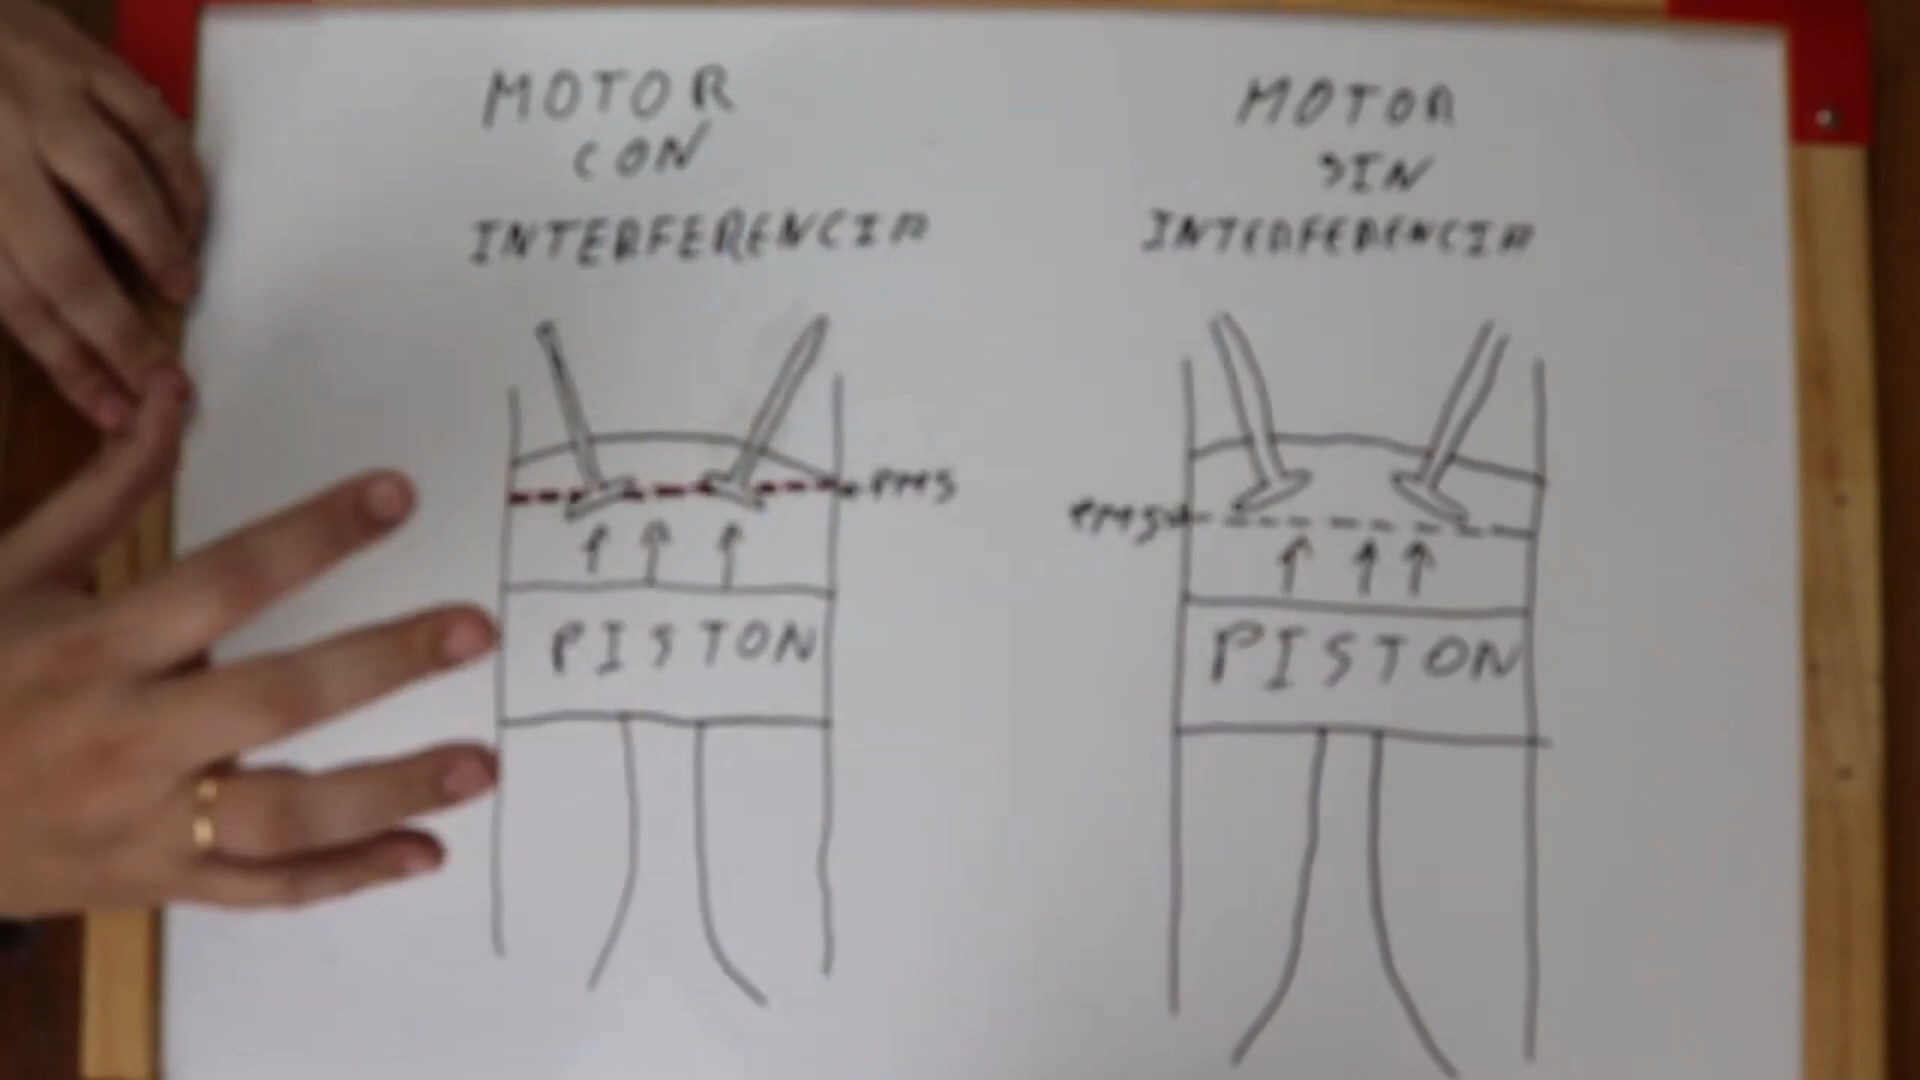 MOTOR
CON
INTERFERENCIA
PMS
PISTON
MOTOR
SIN
INTERFERENCIA
PMS
PISTON